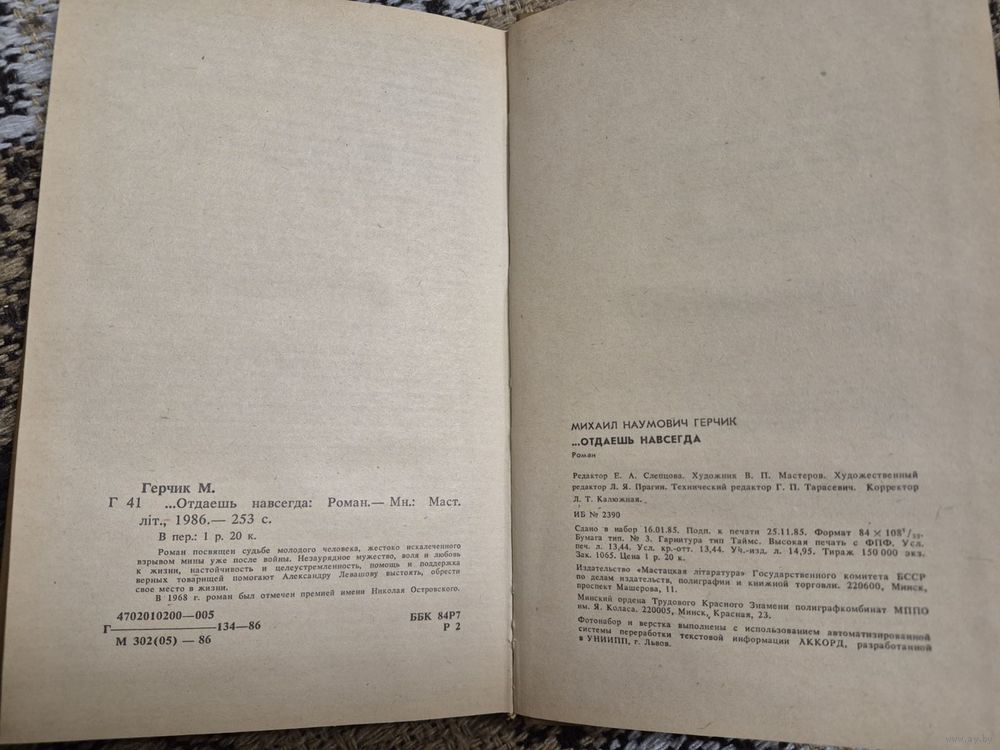 Герчик М.
Г 41 ...Отдаешь навсегда: Роман.— Мн.: Маст.
літ., 1986.— 253 с.
В пер.: 1 р. 20 к.
Роман посвящен судьбе молодого человека, жестоко искалеченного
взрывом мины уже после войны. Незаурядное мужество, воля и любовь
к жизни, настойчивость и целеустремленность, помощь и поддержка
верных товарищей помогают Александру Левашову выстоять, обрести
свое место в жизни.
В 1968 г. роман был отмечен премией имени Николая Островского.
4702010200—005
Г————134—86
М 302(05) — 86
ББК 84Р7
Р 2
МИХАИЛ НАУМОВИЧ ГЕРЧИК
...ОТДАЕШЬ НАВСЕГДА
Роман
Редактор Е. А. Слепцова. Художник В. П. Мастеров. Художественный
редактор Л. Я. Прагин. Технический редактор Г. П. Тарасевич. Корректор
Л. Т. Калюжная.
ИБ № 2390
Сдано в набор 16.01.85. Подп. к печати 25.11.85. Формат 84 × 108¹/₃₂.
Бумага тип. № 3. Гарнитура тип Таймс. Высокая печать с ФПФ. Усл.
печ. л. 13,44. Усл. кр.-отт. 13,44. Уч.-изд. л. 14,95. Тираж 150 000 экз.
Зак. 1065. Цена 1 р. 20 к.
Издательство «Мастацкая літаратура» Государственного комитета БССР
по делам издательств, полиграфии и книжной торговли. 220600, Минск,
проспект Машерова, 11.
Минский ордена Трудового Красного Знамени полиграфкомбинат МППО
им. Я. Коласа. 220005, Минск, Красная, 23.
Фотонабор и верстка выполнены с использованием автоматизированной
системы переработки текстовой информации АККОРД, разработанной
в УНИИПП, г. Львов.
www.ay.by